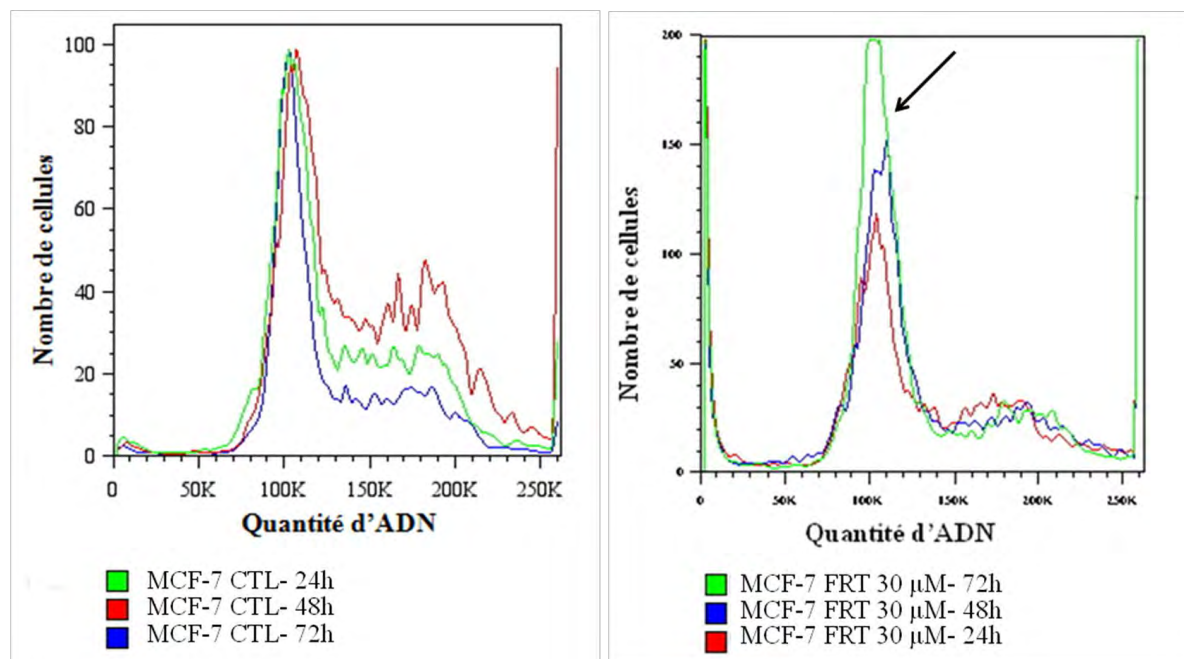 100
80
60
40
20
0
Nombre de cellules
0 50K 100K 150K 200K 250K
Quantité d’ADN
MCF-7 CTL- 24h
MCF-7 CTL- 48h
MCF-7 CTL- 72h
200
150
100
50
0
Nombre de cellules
0 50K 100K 150K 200K 250K
Quantité d’ADN
MCF-7 FRT 30 µM- 72h
MCF-7 FRT 30 µM- 48h
MCF-7 FRT 30 µM- 24h